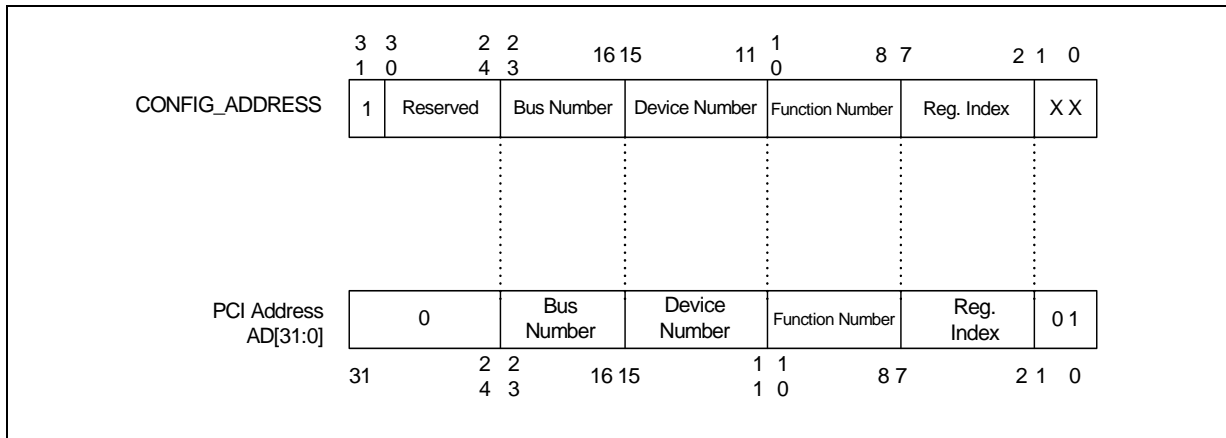 3 3 2 2 16 15 11 1 8 7 2 1 0
1 0 4 3 0
CONFIG_ADDRESS 1 Reserved Bus Number Device Number Function Number Reg. Index X X
PCI Address 0 Bus Device Function Number Reg. 0 1
AD[31:0] Number Number Index
31 2 2 16 15 1 1 8 7 2 1 0
4 3 1 0